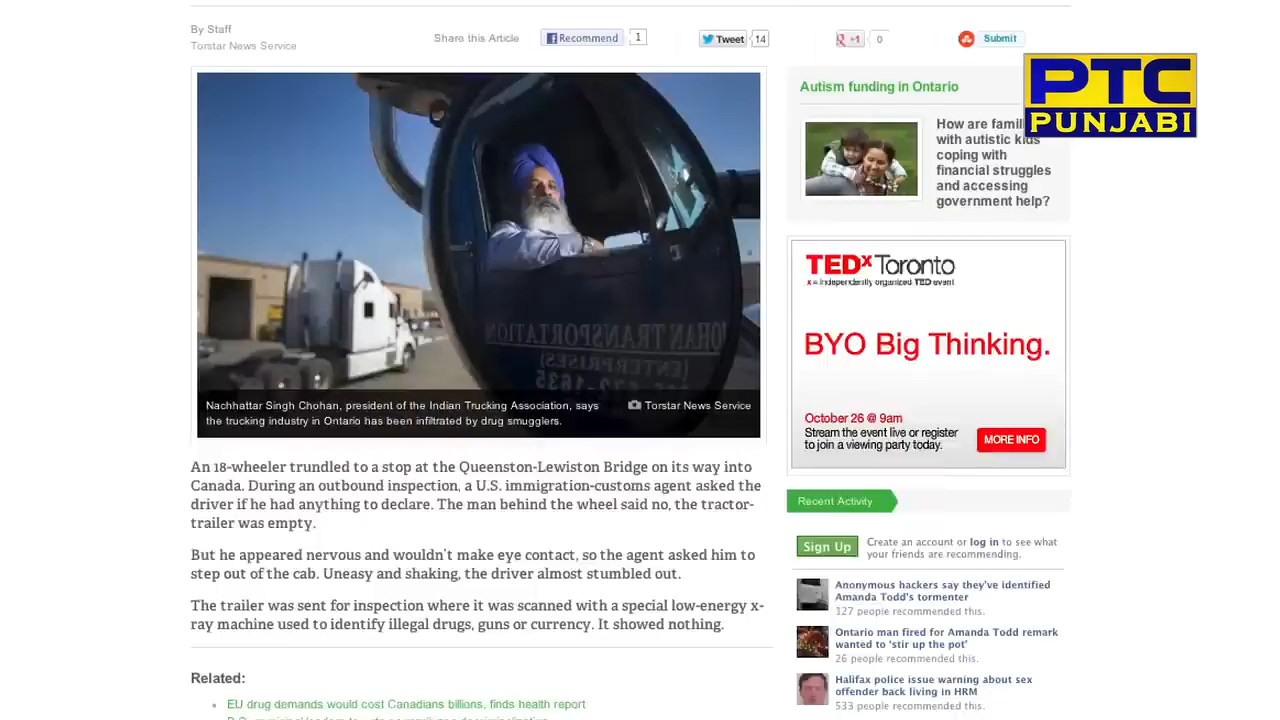 By Staff
Torstar News Service
Share this Article
Recommend 1
Tweet 14
+1 0
Submit
PTC
PUNJABI
OHAN TRANSPORTATION
(ENTERPRISES)
Nachhattar Singh Chohan, president of the Indian Trucking Association, says
the trucking industry in Ontario has been infiltrated by drug smugglers.
Torstar News Service
An 18-wheeler trundled to a stop at the Queenston-Lewiston Bridge on its way into
Canada. During an outbound inspection, a U.S. immigration-customs agent asked the
driver if he had anything to declare. The man behind the wheel said no, the tractor-
trailer was empty.
But he appeared nervous and wouldn't make eye contact, so the agent asked him to
step out of the cab. Uneasy and shaking, the driver almost stumbled out.
The trailer was sent for inspection where it was scanned with a special low-energy x-
ray machine used to identify illegal drugs, guns or currency. It showed nothing.
Related:
EU drug demands would cost Canadians billions, finds health report
Autism funding in Ontario
How are famil
with autistic kids
coping with
financial struggles
and accessing
government help?
TEDx Toronto
x = independently organized TED event
BYO Big Thinking.
October 26 @ 9am
Stream the event live or register
to join a viewing party today.
MORE INFO
Recent Activity
Sign Up
Create an account or log in to see what
your friends are recommending.
Anonymous hackers say they've identified
Amanda Todd's tormenter
127 people recommended this.
Ontario man fired for Amanda Todd remark
wanted to 'stir up the pot'
26 people recommended this.
Halifax police issue warning about sex
offender back living in HRM
533 people recommended this.